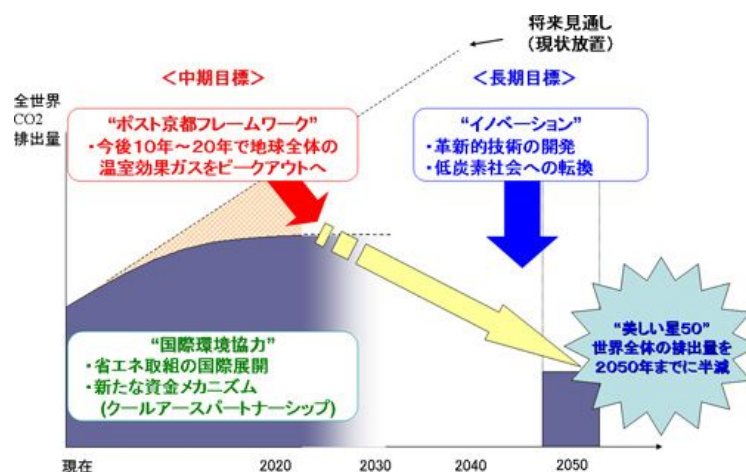 将来見通し
（現状放置）
＜中期目標＞
＜長期目標＞
全世界
CO2
排出量
“ポスト京都フレームワーク”
・今後10年～20年で地球全体の
温室効果ガスをピークアウトへ
“イノベーション”
・革新的技術の開発
・低炭素社会への転換
“国際環境協力”
・省エネ取組の国際展開
・新たな資金メカニズム
(クールアースパートナーシップ)
“美しい星50”
世界全体の排出量を
2050年までに半減
現在 2020 2030 2040 2050